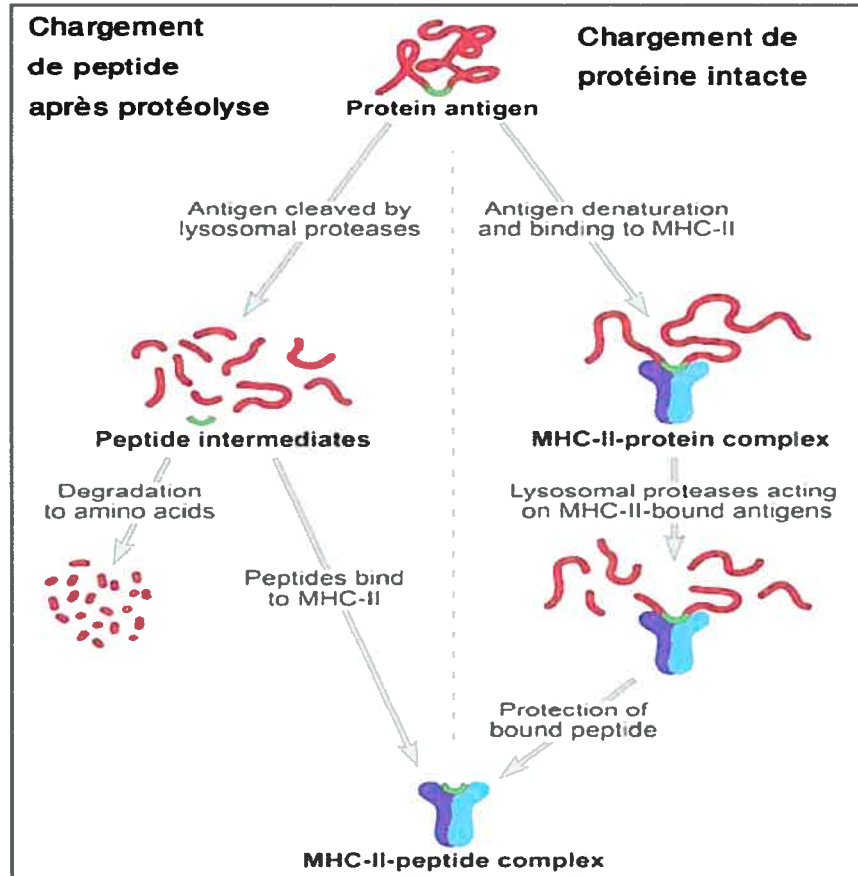 Chargement
de peptide
après protéolyse
Chargement de
protéine intacte
Protein antigen
Antigen cleaved by
lysosomal proteases
Antigen denaturation
and binding to MHC-II
Peptide intermediates
MHC-II-protein complex
Degradation
to amino acids
Lysosomal proteases acting
on MHC-II-bound antigens
Peptides bind
to MHC-II
Protection of
bound peptide
MHC-II-peptide complex